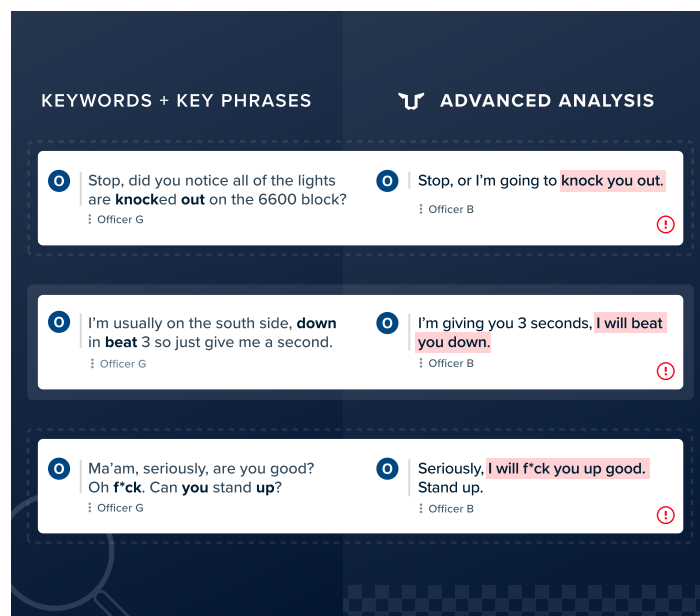 KEYWORDS + KEY PHRASES
ADVANCED ANALYSIS
O
Stop, did you notice all of the lights
are knocked out on the 6600 block?
Officer G
O
Stop, or I'm going to knock you out.
Officer B
O
I'm usually on the south side, down
in beat 3 so just give me a second.
Officer G
O
I'm giving you 3 seconds, I will beat
you down.
Officer B
O
Ma'am, seriously, are you good?
Oh f*ck. Can you stand up?
Officer G
O
Seriously, I will f*ck you up good.
Stand up.
Officer B